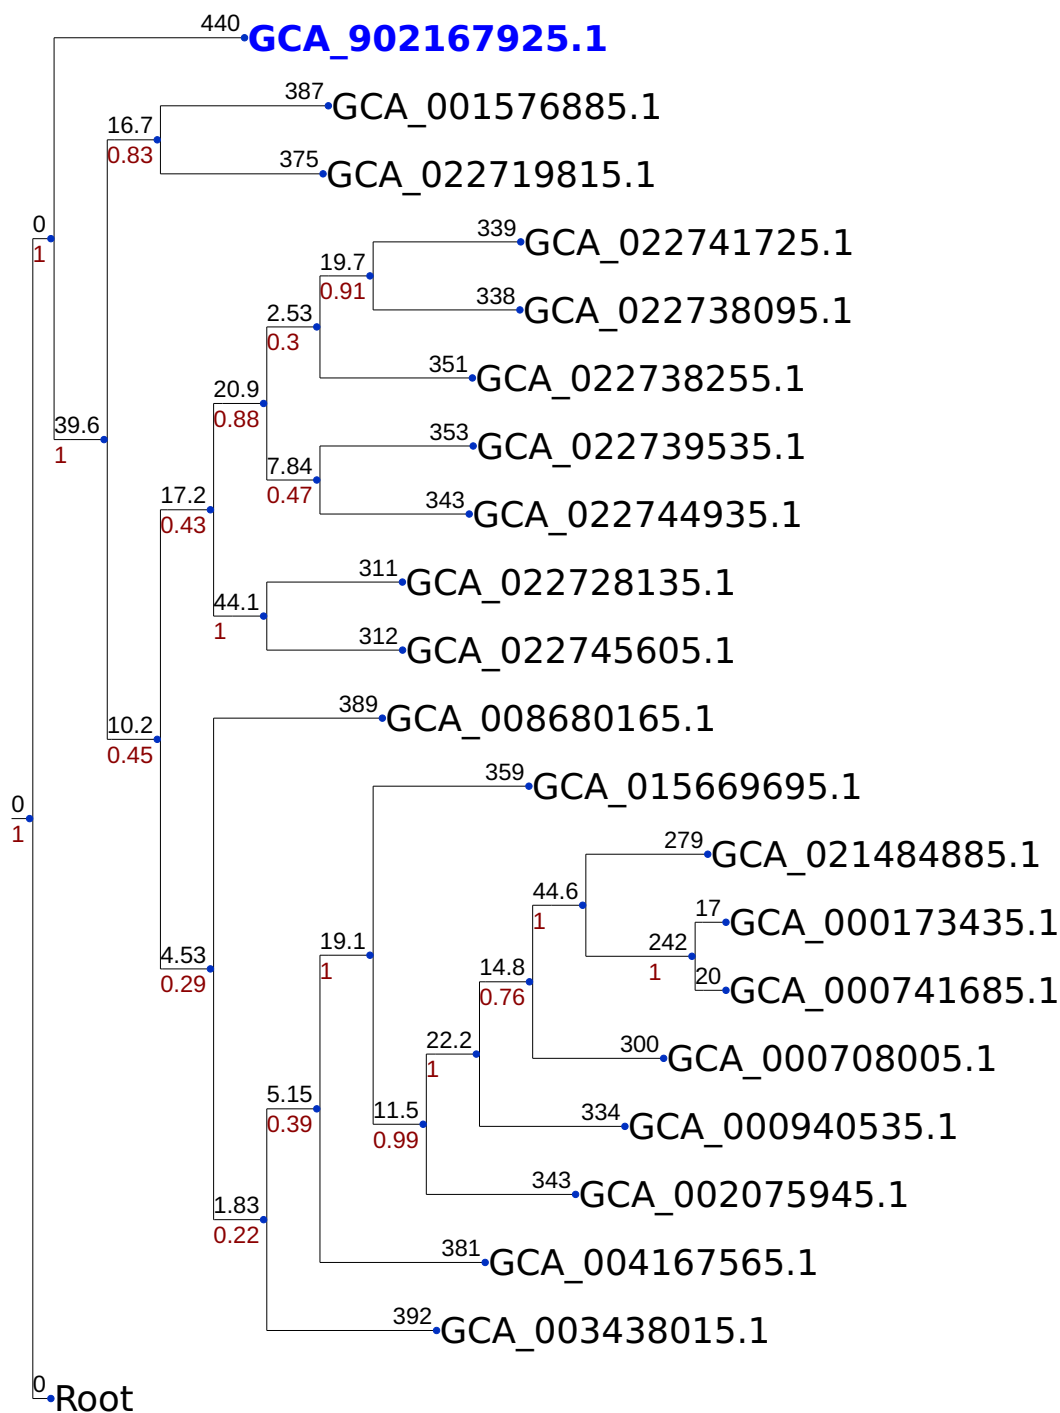 440 GCA_902167925.1
387 GCA_001576885.1
16.7
0.83
375 GCA_022719815.1
0
1
339 GCA_022741725.1
19.7
0.91
338 GCA_022738095.1
2.53
0.3
351 GCA_022738255.1
20.9
0.88
39.6
1
353 GCA_022739535.1
7.84
0.47
17.2
0.43
343 GCA_022744935.1
311 GCA_022728135.1
44.1
1
312 GCA_022745605.1
389 GCA_008680165.1
10.2
0.45
359 GCA_015669695.1
0
1
279 GCA_021484885.1
44.6
1
17 GCA_000173435.1
242
1
19.1
1
4.53
0.29
14.8
0.76
20 GCA_000741685.1
300 GCA_000708005.1
22.2
1
5.15
0.39
11.5
0.99
334 GCA_000940535.1
343 GCA_002075945.1
1.83
0.22
381 GCA_004167565.1
392 GCA_003438015.1
0 Root